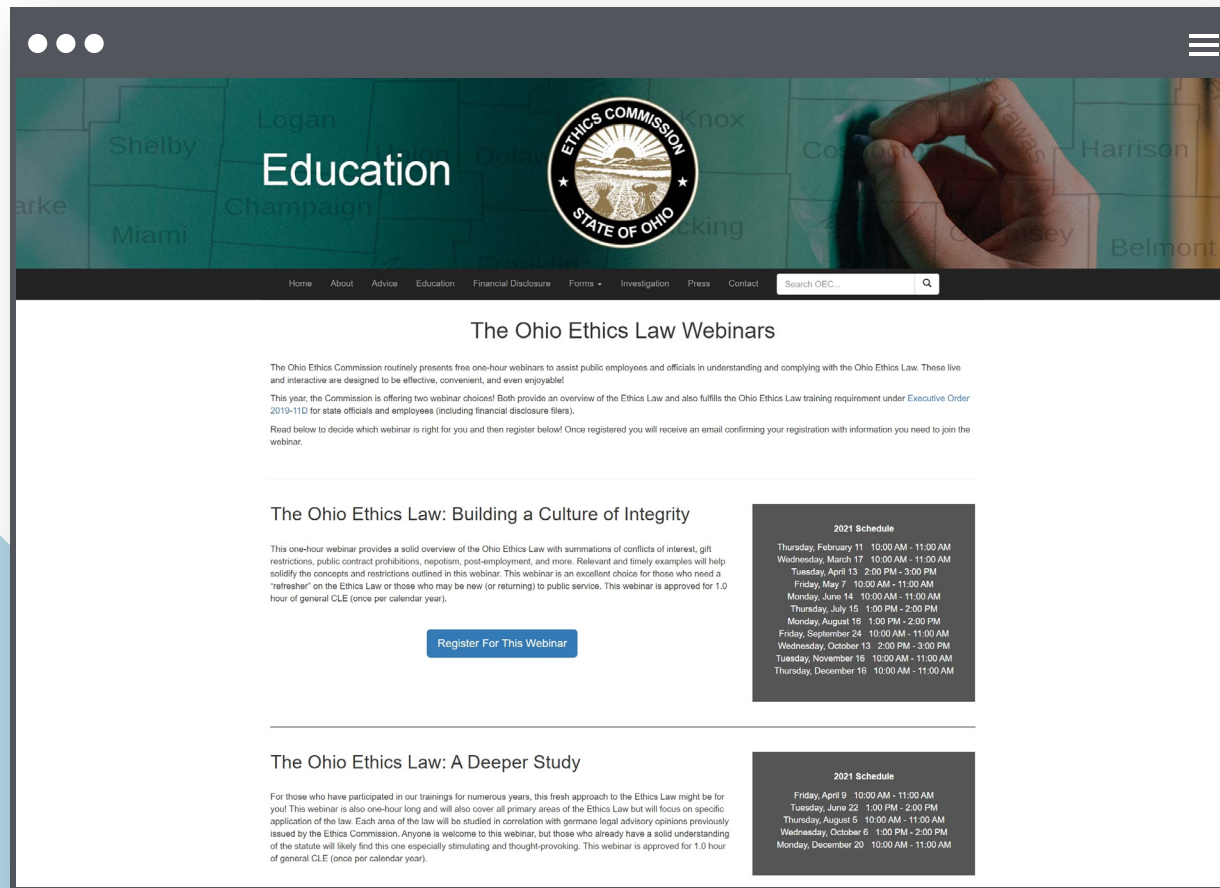 Logan
Knox
Shelby
Harrison
Education
ETHICS COMMISSION
STATE OF OHIO
Champaign
Miami
Belmont
Franklin
Home About Advice Education Financial Disclosure Forms Investigation Press Contact Search OEC...
The Ohio Ethics Law Webinars
The Ohio Ethics Commission routinely presents free one-hour webinars to assist public employees and officials in understanding and complying with the Ohio Ethics Law. These live
and interactive are designed to be effective, convenient, and even enjoyable!
This year, the Commission is offering two webinar choices! Both provide an overview of the Ethics Law and also fulfills the Ohio Ethics Law training requirement under Executive Order
2019-11D for state officials and employees (including financial disclosure filers).
Read below to decide which webinar is right for you and then register below! Once registered you will receive an email confirming your registration with information you need to join the
webinar.
The Ohio Ethics Law: Building a Culture of Integrity
This one-hour webinar provides a solid overview of the Ohio Ethics Law with summations of conflicts of interest, gift
restrictions, public contract prohibitions, nepotism, post-employment, and more. Relevant and timely examples will help
solidify the concepts and restrictions outlined in this webinar. This webinar is an excellent choice for those who need a
“refresher” on the Ethics Law or those who may be new (or returning) to public service. This webinar is approved for 1.0
hour of general CLE (once per calendar year).
Register For This Webinar
2021 Schedule
Thursday, February 11 10:00 AM - 11:00 AM
Wednesday, March 17 10:00 AM - 11:00 AM
Tuesday, April 13 2:00 PM - 3:00 PM
Friday, May 7 10:00 AM - 11:00 AM
Monday, June 14 10:00 AM - 11:00 AM
Thursday, July 15 1:00 PM - 2:00 PM
Monday, August 16 1:00 PM - 2:00 PM
Friday, September 24 10:00 AM - 11:00 AM
Wednesday, October 13 2:00 PM - 3:00 PM
Tuesday, November 16 10:00 AM - 11:00 AM
Thursday, December 16 10:00 AM - 11:00 AM
The Ohio Ethics Law: A Deeper Study
For those who have participated in our trainings for numerous years, this fresh approach to the Ethics Law might be for
you! This webinar is also one-hour long and will also cover all primary areas of the Ethics Law but will focus on specific
application of the law. Each area of the law will be studied in correlation with germane legal advisory opinions previously
issued by the Ethics Commission. Anyone is welcome to this webinar, but those who already have a solid understanding
of the statute will likely find this one especially stimulating and thought-provoking. This webinar is approved for 1.0 hour
of general CLE (once per calendar year).
2021 Schedule
Friday, April 9 10:00 AM - 11:00 AM
Tuesday, June 22 1:00 PM - 2:00 PM
Thursday, August 5 10:00 AM - 11:00 AM
Wednesday, October 6 1:00 PM - 2:00 PM
Monday, December 20 10:00 AM - 11:00 AM